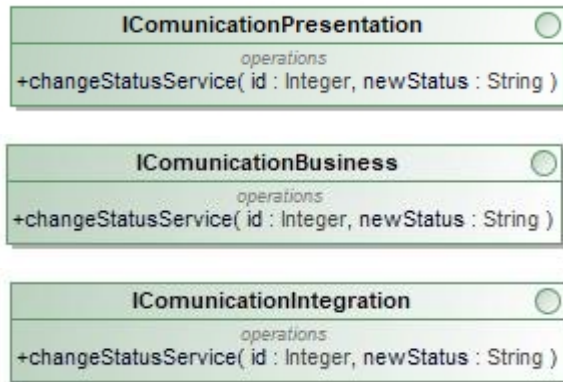 IComunicationPresentation
operations
+changeStatusService( id : Integer, newStatus : String )
IComunicationBusiness
operations
+changeStatusService( id : Integer, newStatus : String )
IComunicationIntegration
operations
+changeStatusService( id : Integer, newStatus : String )